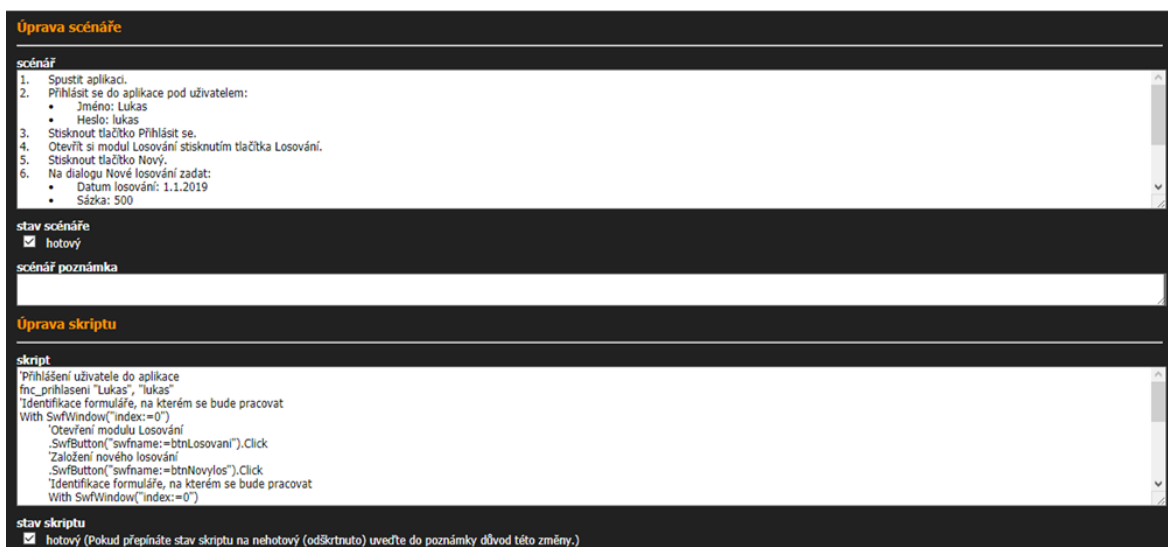 Úprava scénáře
scénář
1. Spustit aplikaci.
2. Přihlásit se do aplikace pod uživatelem:
• Jméno: Lukas
• Heslo: lukas
3. Stisknout tlačítko Přihlásit se.
4. Otevřít si modul Losování stisknutím tlačítka Losování.
5. Stisknout tlačítko Nový.
6. Na dialogu Nové losování zadat:
• Datum losování: 1.1.2019
• Sázka: 500
stav scénáře
hotový
scénář poznámka
Úprava skriptu
skript
'Přihlášení uživatele do aplikace
fnc_prihlaseni "Lukas", "lukas"
'Identifikace formuláře, na kterém se bude pracovat
With SwfWindow("index:=0")
'Otevření modulu Losování
.SwfButton("swfname:=btnLosovani").Click
'Založení nového losování
.SwfButton("swfname:=btnNovylos").Click
'Identifikace formuláře, na kterém se bude pracovat
With SwfWindow("index:=0")
stav skriptu
hotový (Pokud přepínáte stav skriptu na nehotový (odškrtnuto) uveďte do poznámky důvod této změny.)